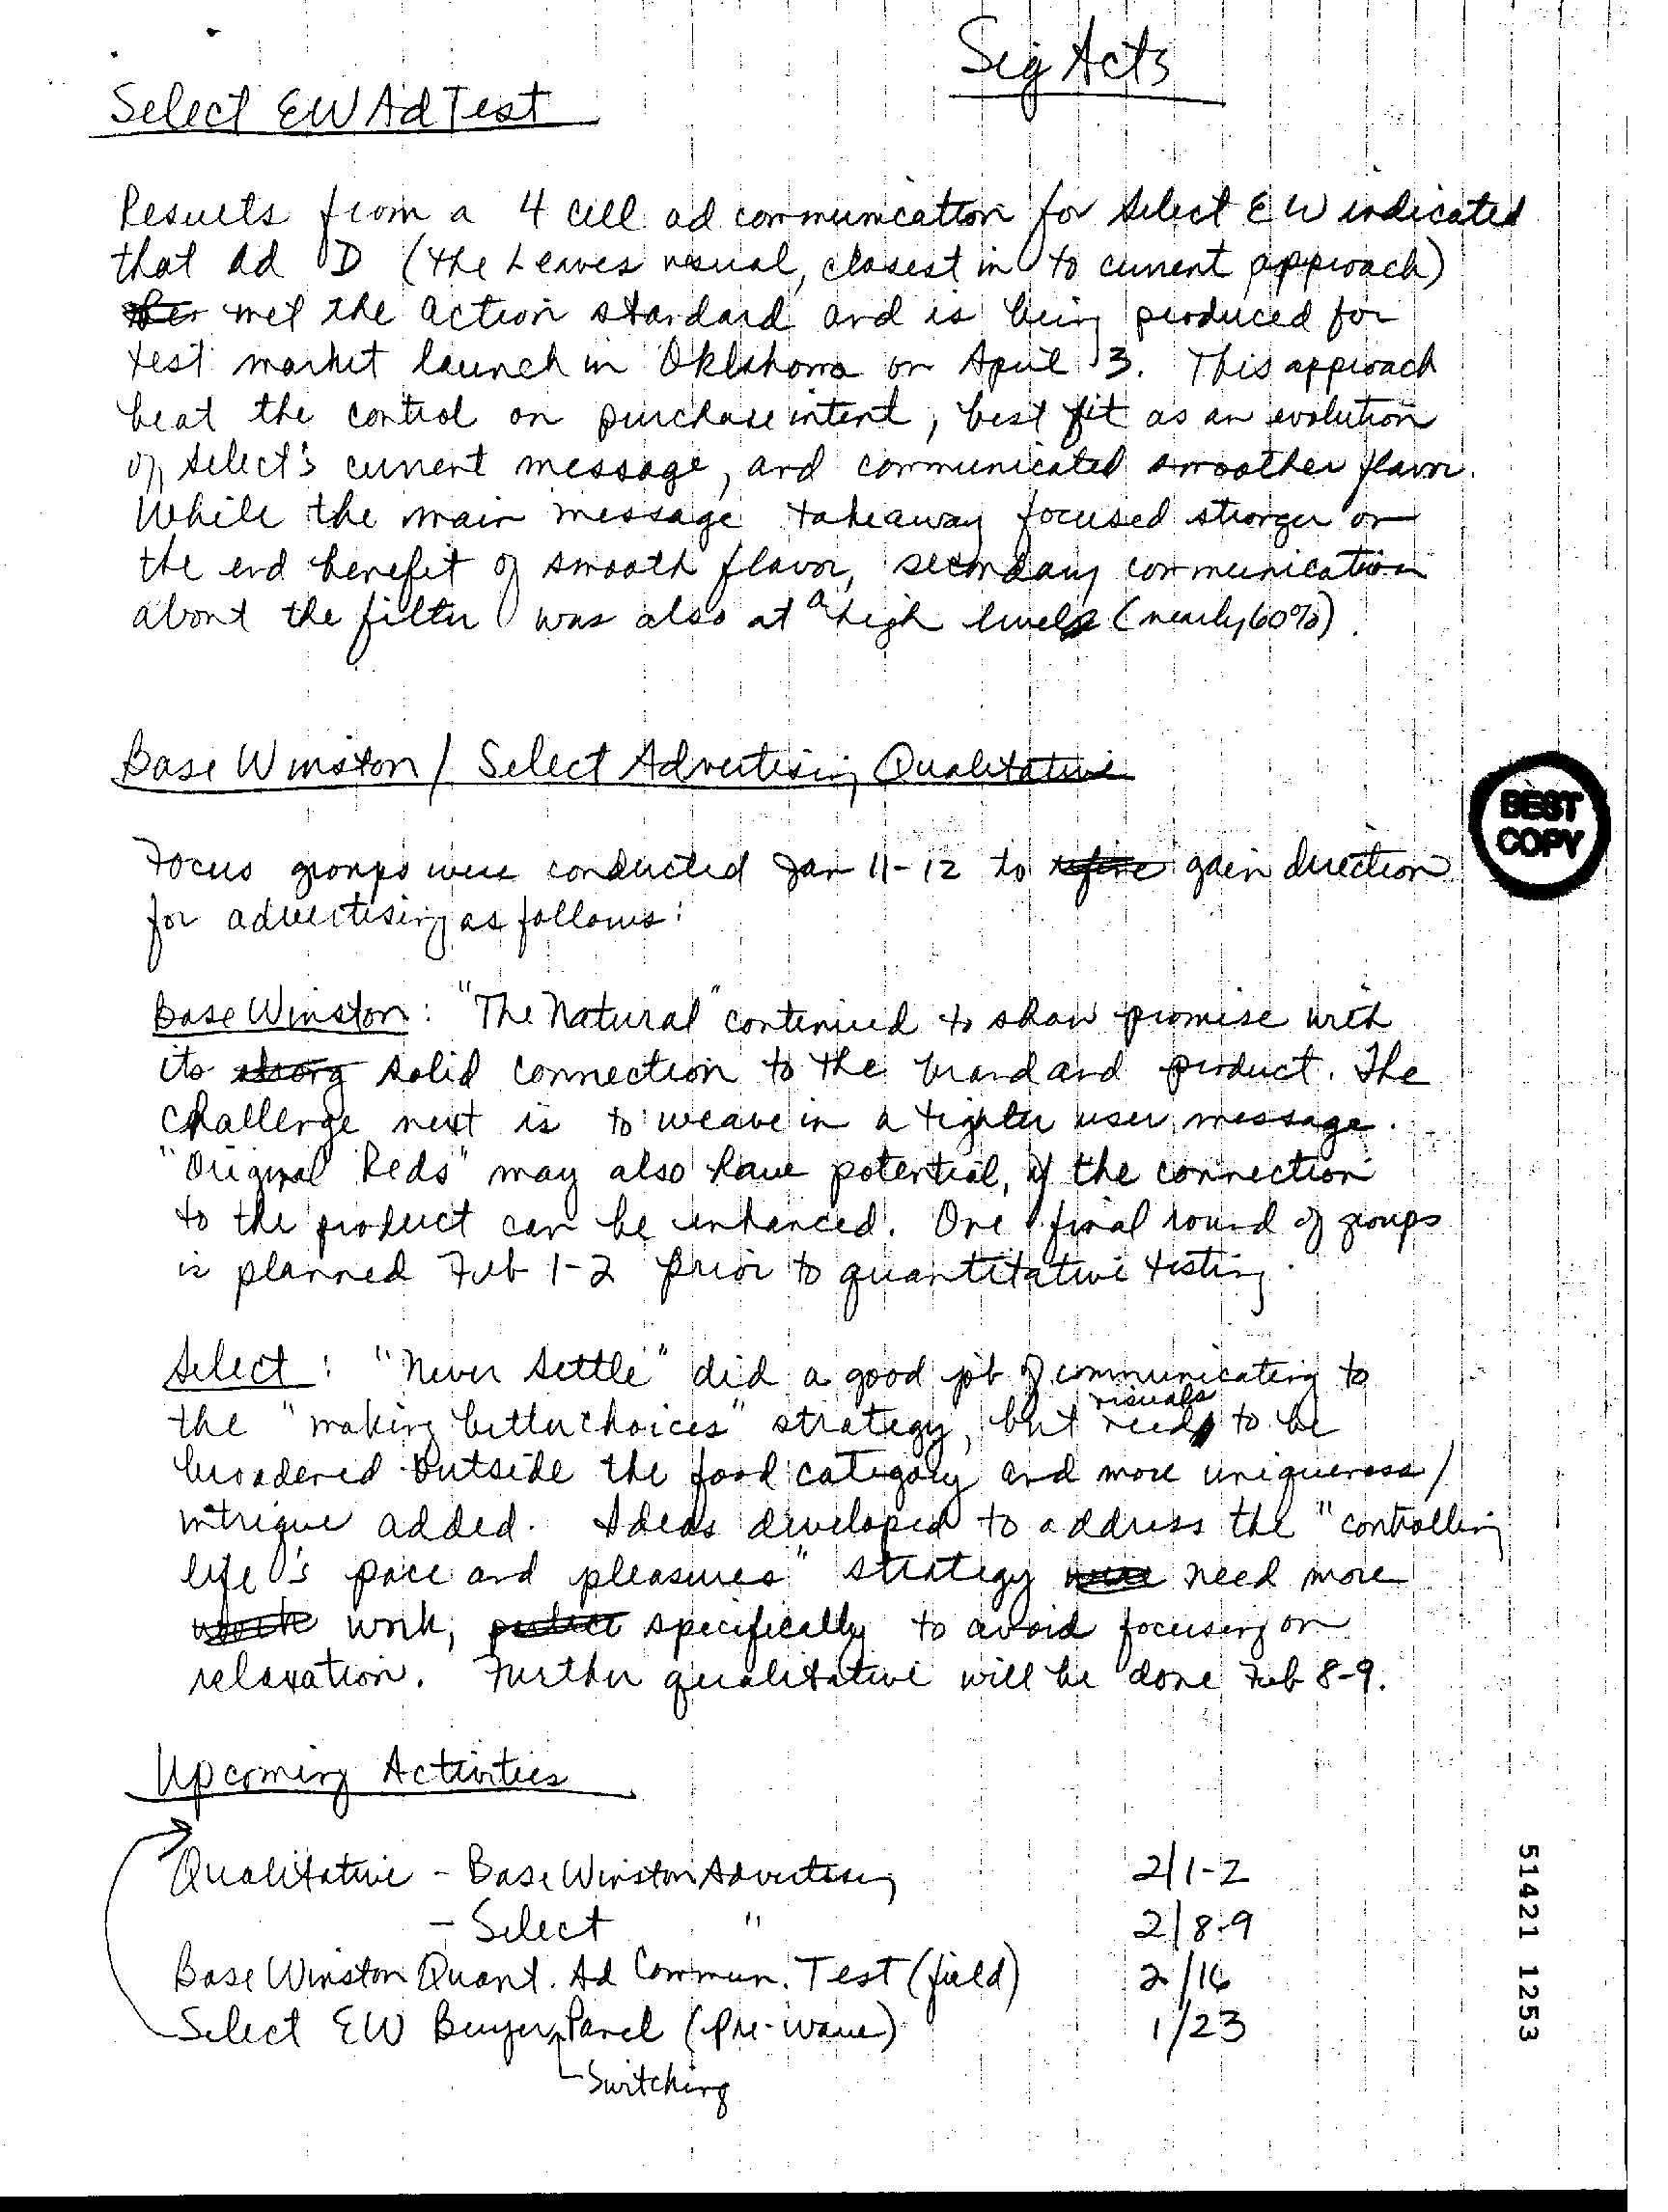 Sig Acts
Select EW Ad Test
Results from a 4 cell ad communication for Select EW indicated
that Ad D (the Leaves visual, closest in to current approach)
met the action standard and is being produced for
test market launch in Oklahoma on April 3. This approach
beat the control on purchase intent, best fit as an evolution
of Select's current message, and communicated smoother flavor.
While the main message takeaway focused stronger on
the end benefit of smooth flavor, secondary communication
about the filter was also at a high level (nearly 60%).
Base Winston / Select Advertising Qualitative
BEST
COPY
Focus groups were conducted Jan 11-12 to refine gain direction
for advertising as follows:
Base Winston: "The Natural" continued to show promise with
its strong solid connection to the brand and product. The
challenge next is to weave in a tighter user message.
"Original Reds" may also have potential, if the connection
to the product can be enhanced. One final round of groups
is planned Feb 1-2 prior to quantitative testing.
Select: "Never Settle" did a good job of communicating to
the "making better choices" strategy, but visuals need to be
broadened outside the food category and more uniqueness/
intrigue added. Ideas developed to address the "controlling
life's pace and pleasures" strategy were need more
work, specifically to avoid focusing on
relaxation. Further qualitative will be done Feb 8-9.
Upcoming Activities
Qualitative - Base Winston Advertising 2/1-2
- Select " 2/8-9
Base Winston Quant. Ad Commun. Test (field) 2/16
Select EW Buyer Panel (Pre-wave) 1/23
Switching
51421 1253